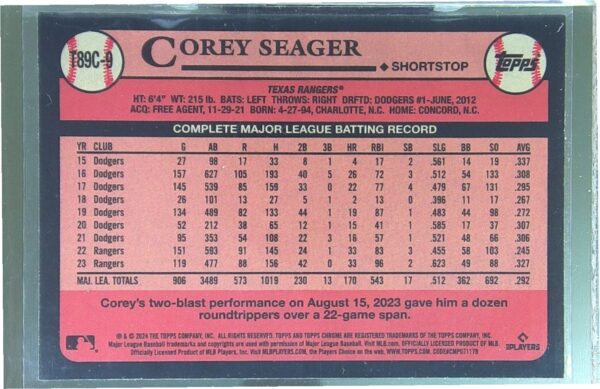 T89C-9
COREY SEAGER
◆ SHORTSTOP
Topps
TEXAS RANGERS®
HT: 6'4" WT: 215 lb. BATS: LEFT THROWS: RIGHT DRFTD: DODGERS #1-JUNE, 2012
ACQ: FREE AGENT, 11-29-21 BORN: 4-27-94, CHARLOTTE, N.C. HOME: CONCORD, N.C.
COMPLETE MAJOR LEAGUE BATTING RECORD
YR CLUB G AB R H 2B 3B HR RBI SB SLG BB SO AVG
15 Dodgers 27 98 17 33 8 1 4 17 2 .561 14 19 .337
16 Dodgers 157 627 105 193 40 5 26 72 3 .512 54 133 .308
17 Dodgers 145 539 85 159 33 0 22 77 4 .479 67 131 .295
18 Dodgers 26 101 13 27 5 1 2 13 0 .396 11 17 .267
19 Dodgers 134 489 82 133 44 1 19 87 1 .483 44 98 .272
20 Dodgers 52 212 38 65 12 1 15 41 1 .585 17 37 .307
21 Dodgers 95 353 54 108 22 3 16 57 1 .521 48 66 .306
22 Rangers 151 593 91 145 24 1 33 83 3 .455 58 103 .245
23 Rangers 119 477 88 156 42 0 33 96 2 .623 49 88 .327
MAJ. LEA. TOTALS 906 3489 573 1019 230 13 170 543 17 .512 362 692 .292
Corey's two-blast performance on August 15, 2023 gave him a dozen
roundtrippers over a 22-game span.
® & © 2024 THE TOPPS COMPANY, INC. ALL RIGHTS RESERVED. TOPPS AND TOPPS CHROME ARE REGISTERED TRADEMARKS OF THE TOPPS COMPANY, INC.
Major League Baseball trademarks and copyrights are used with permission of Major League Baseball. Visit MLB.com. OFFICIALLY LICENSED PRODUCT OF MLB PLAYERS, INC.
Officially Licensed Product of MLB Players, Inc. Visit MLBPLAYERS.com, the Players Choice on the web. WWW.TOPPS.COM. CODE#CMP071178
PLAYERS